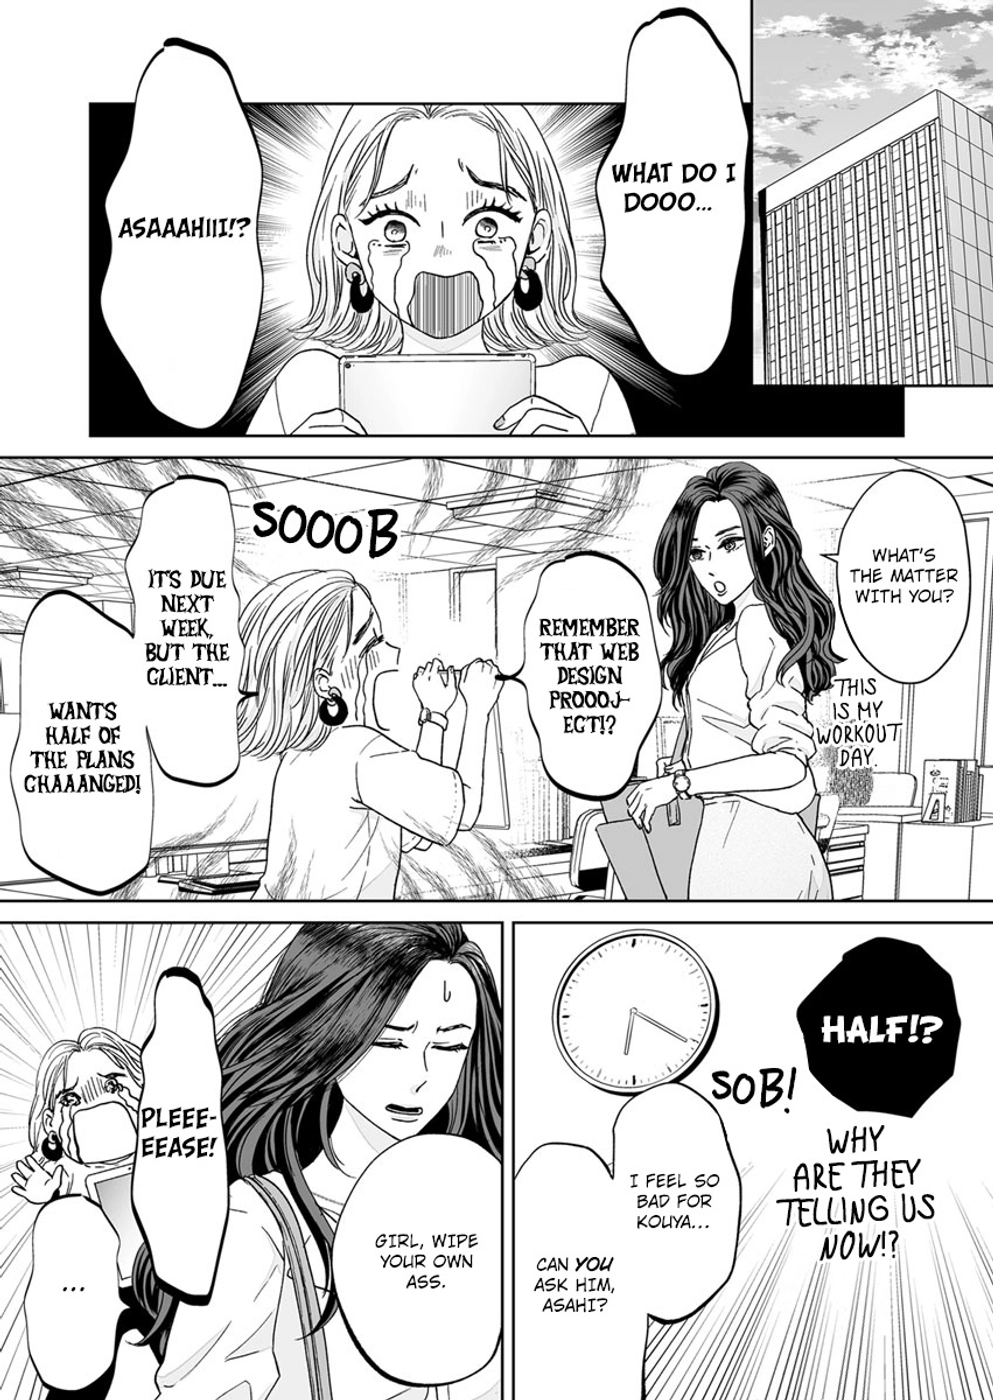 WHAT DO I
DOOO...
ASAAAHIII!?
WHAT'S
THE MATTER
WITH YOU?
THIS
IS MY
WORKOUT
DAY.
REMEMBER
THAT WEB
DESIGN
PROOOJ-
ECT!?
SOOOB
IT'S DUE
NEXT
WEEK,
BUT THE
CLIENT...
WANTS
HALF OF
THE PLANS
CHAAANGED!
HALF!?
WHY
ARE THEY
TELLING US
NOW!?
SOB!
I FEEL SO
BAD FOR
KOUYA...
CAN YOU
ASK HIM,
ASAHI?
GIRL, WIPE
YOUR OWN
ASS.
PLEEE-
EEASE!
...